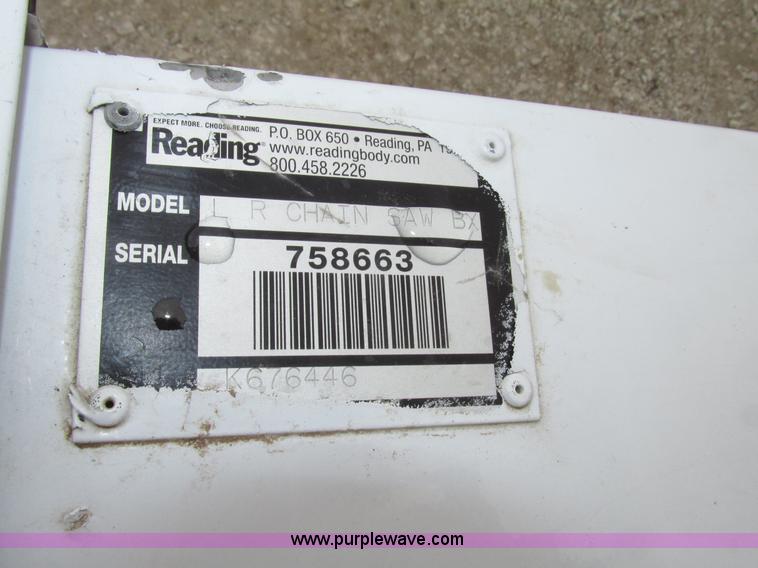 EXPECT MORE. CHOOSE READING.
Reading
P.O. BOX 650 • Reading, PA
www.readingbody.com
800.458.2226
MODEL L R CHAIN SAW BX
SERIAL 758663
K676446
www.purplewave.com